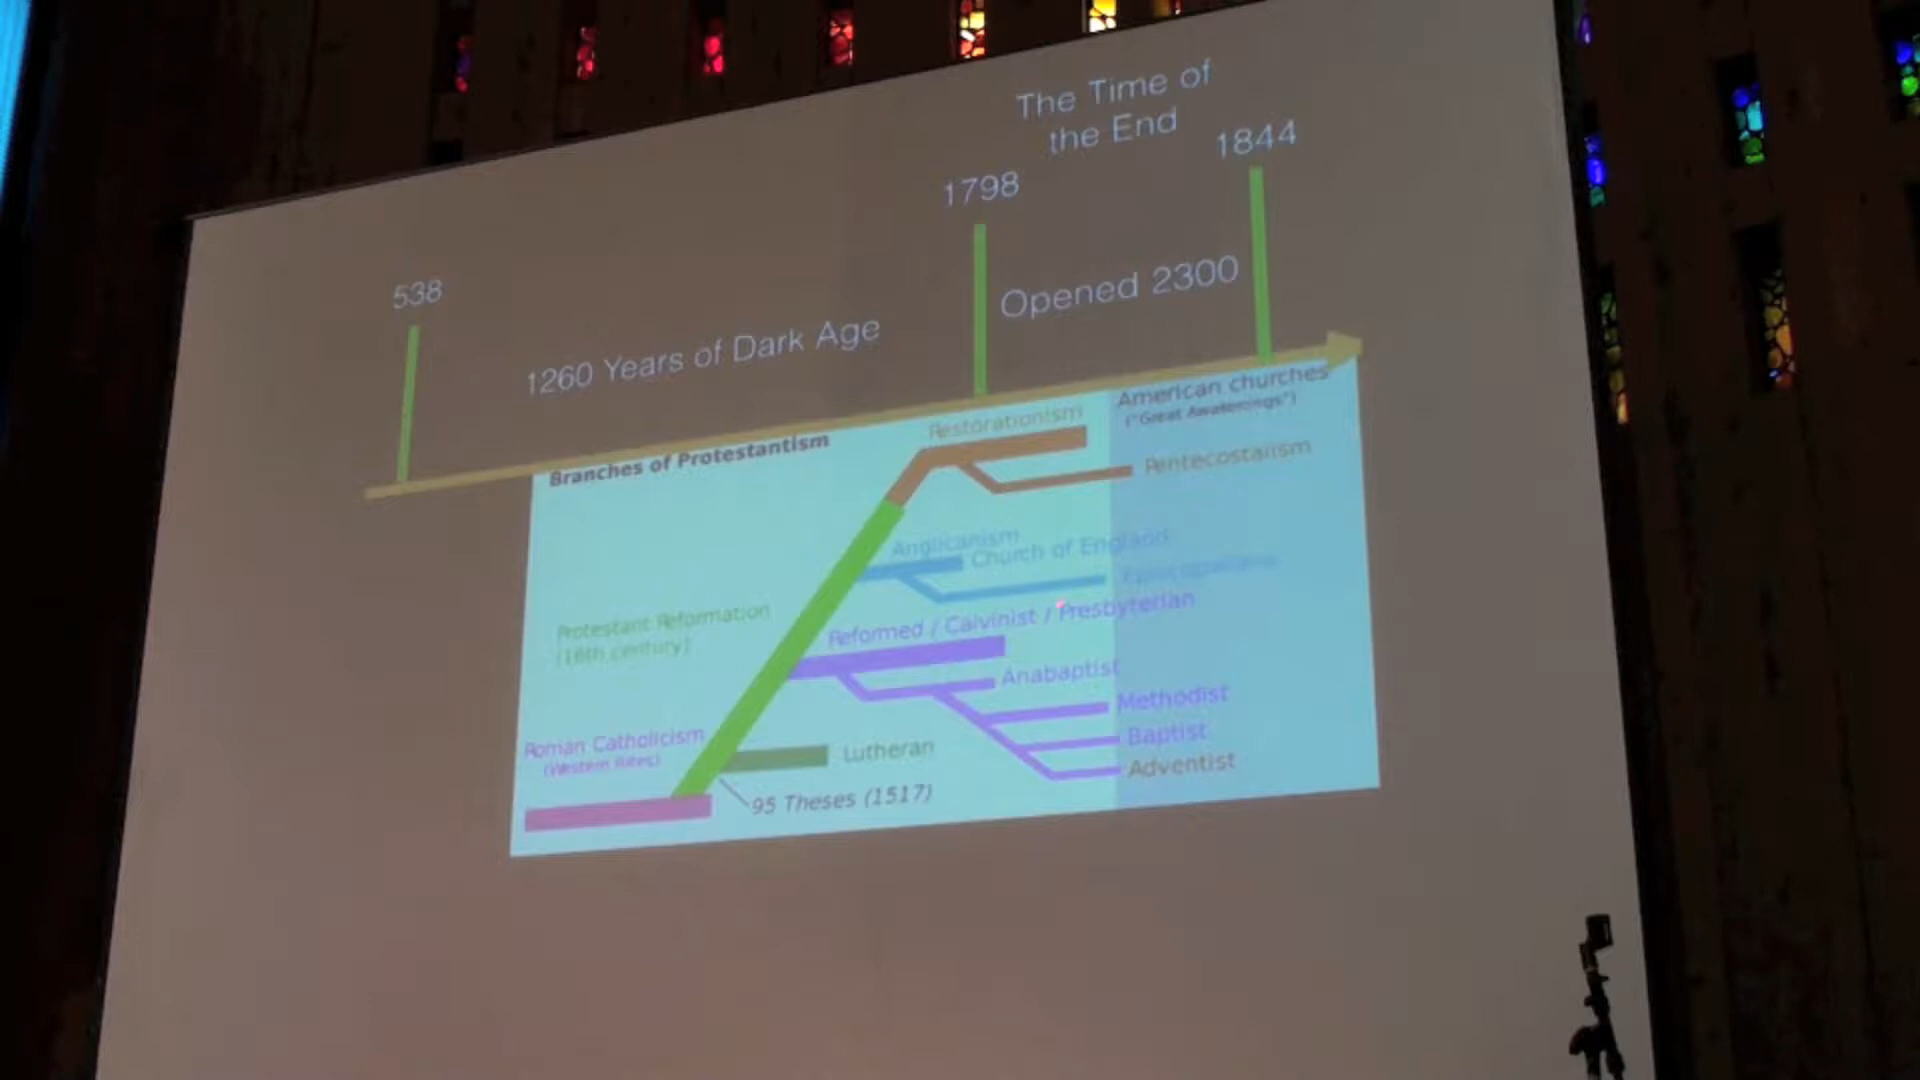 The Time of
the End
1844
1798
538
Opened 2300
1260 Years of Dark Age
American churches
("Great Awakenings")
Restorationism
Branches of Protestantism
Pentecostalism
Anglicanism
Church of England
Protestant Reformation
(16th century)
Reformed / Calvinist / Presbyterian
Anabaptist
Methodist
Roman Catholicism
(Western Rites)
Baptist
Lutheran
Adventist
95 Theses (1517)